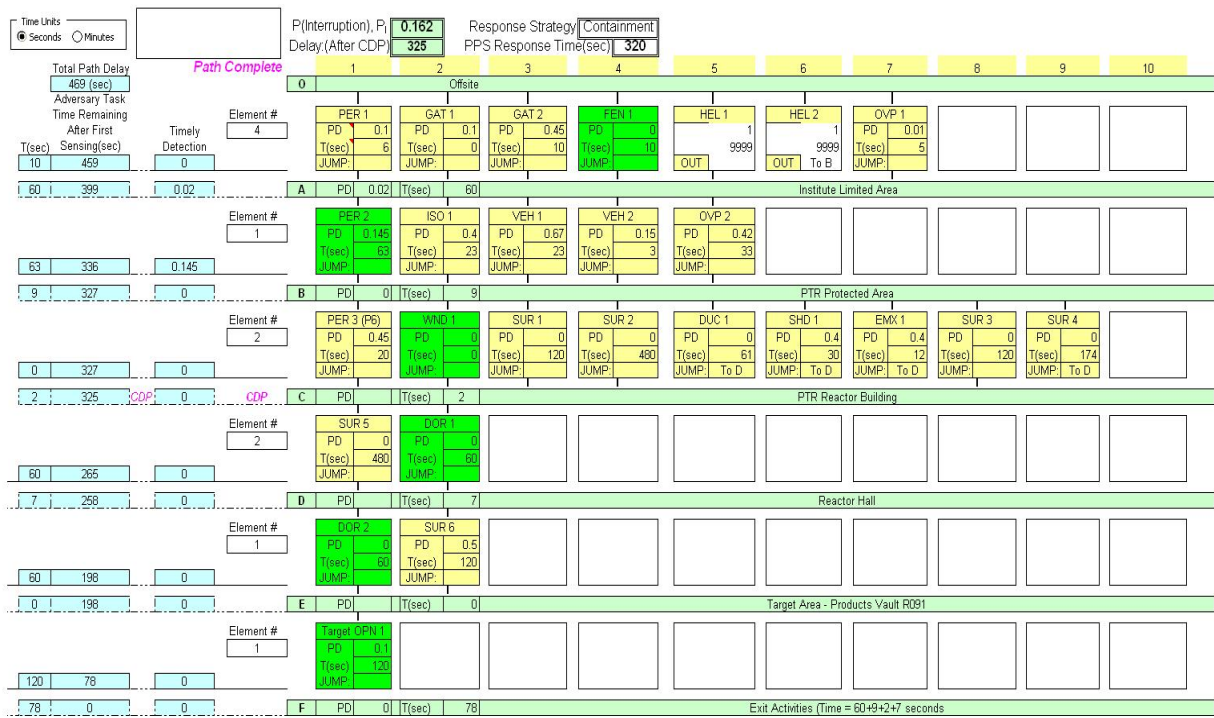 Time Units
Seconds Minutes
P(Interruption), PI 0.162 Response Strategy Containment
Delay:(After CDP) 325 PPS Response Time(sec) 320
Total Path Delay Path Complete 1 2 3 4 5 6 7 8 9 10
469 (sec) O Offsite
Adversary Task
Time Remaining
After First
Sensing(sec)
T(sec)
Timely
Detection
Element # PER 1 GAT 1 GAT 2 FEN 1 HEL 1 HEL 2 OVP 1
4 PD 0.1 PD 0.1 PD 0.45 PD 0 1 1 PD 0.01
T(sec) 6 T(sec) 0 T(sec) 10 T(sec) 10 9999 9999 T(sec) 5
10 459 0 JUMP: JUMP: JUMP: JUMP: OUT OUT To B JUMP:
60 399 0.02 A PD 0.02 T(sec) 60 Institute Limited Area
Element # PER 2 ISO 1 VEH 1 VEH 2 OVP 2
1 PD 0.145 PD 0.4 PD 0.67 PD 0.15 PD 0.42
T(sec) 63 T(sec) 23 T(sec) 23 T(sec) 3 T(sec) 33
63 336 0.145 JUMP: JUMP: JUMP: JUMP: JUMP:
9 327 0 B PD 0 T(sec) 9 PTR Protected Area
Element # PER 3 (P6) WND 1 SUR 1 SUR 2 DUC 1 SHD 1 EMX 1 SUR 3 SUR 4
2 PD 0.45 PD 0 PD 0 PD 0 PD 0 PD 0.4 PD 0.4 PD 0 PD 0
T(sec) 20 T(sec) 0 T(sec) 120 T(sec) 480 T(sec) 61 T(sec) 30 T(sec) 12 T(sec) 120 T(sec) 174
0 327 0 JUMP: JUMP: JUMP: JUMP: JUMP: To D JUMP: To D JUMP: To D JUMP: JUMP: To D
2 325 CDP 0 CDP C PD T(sec) 2 PTR Reactor Building
Element # SUR 5 DOR 1
2 PD 0 PD 0
T(sec) 480 T(sec) 60
60 265 0 JUMP: JUMP:
7 258 0 D PD T(sec) 7 Reactor Hall
Element # DOR 2 SUR 6
1 PD 0 PD 0.5
T(sec) 60 T(sec) 120
60 198 0 JUMP: JUMP:
0 198 0 E PD T(sec) 0 Target Area - Products Vault R091
Element # Target OPN 1
1 PD 0.1
T(sec) 120
120 78 0 JUMP:
78 0 0 F PD 0 T(sec) 78 Exit Activities (Time = 60+9+2+7 seconds